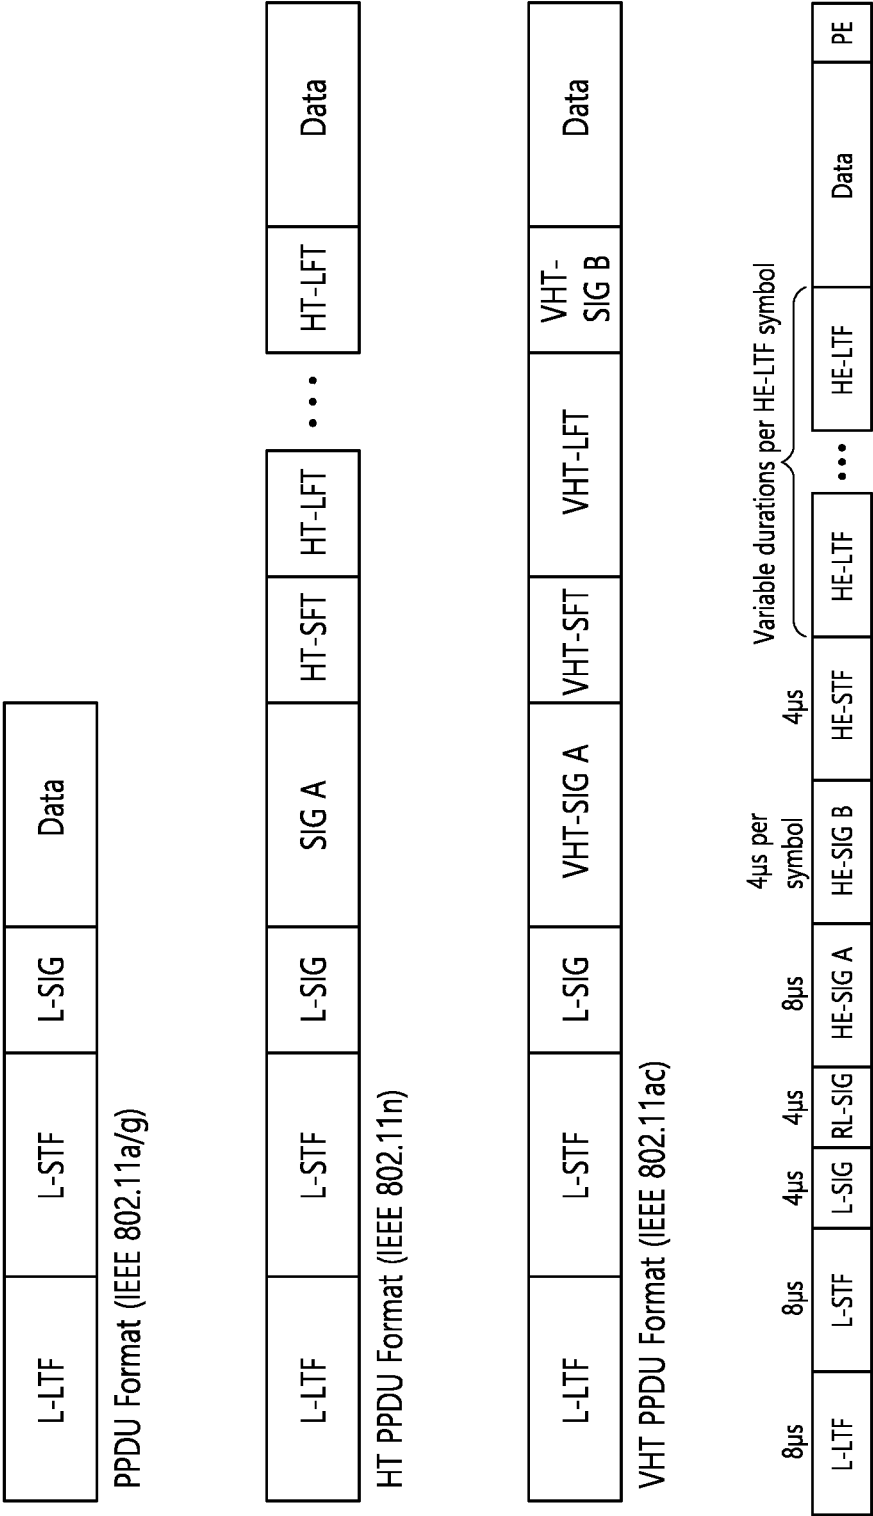 L-LTF
L-STF
L-SIG
Data
PPDU Format (IEEE 802.11a/g)
L-LTF
L-STF
L-SIG
SIG A
HT-SFT
HT-LFT
•••
HT-LFT
Data
HT PPDU Format (IEEE 802.11n)
L-LTF
L-STF
L-SIG
VHT-SIG A
VHT-SFT
VHT-LFT
VHT-
SIG B
Data
VHT PPDU Format (IEEE 802.11ac)
8μs
8μs
4μs
4μs
8μs
4μs per
symbol
4μs
Variable durations per HE-LTF symbol
L-LTF
L-STF
L-SIG
RL-SIG
HE-SIG A
HE-SIG B
HE-STF
HE-LTF
•••
HE-LTF
Data
PE